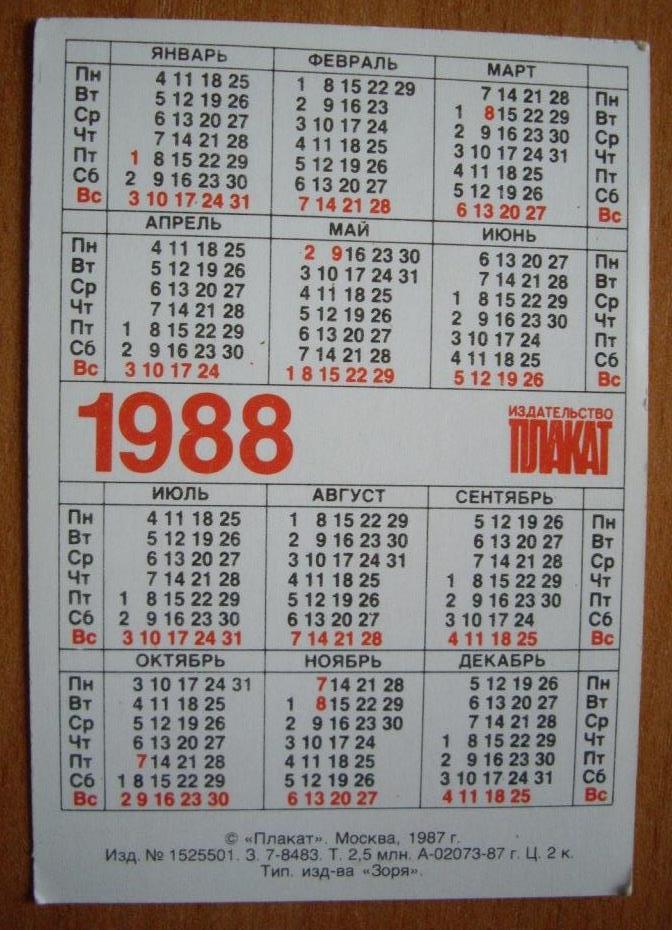 ЯНВАРЬ ФЕВРАЛЬ МАРТ
Пн 4 11 18 25 1 8 15 22 29 7 14 21 28 Пн
Вт 5 12 19 26 2 9 16 23 1 8 15 22 29 Вт
Ср 6 13 20 27 3 10 17 24 2 9 16 23 30 Ср
Чт 7 14 21 28 4 11 18 25 3 10 17 24 31 Чт
Пт 1 8 15 22 29 5 12 19 26 4 11 18 25 Пт
Сб 2 9 16 23 30 6 13 20 27 5 12 19 26 Сб
Вс 3 10 17 24 31 7 14 21 28 6 13 20 27 Вс
АПРЕЛЬ МАЙ ИЮНЬ
Пн 4 11 18 25 2 9 16 23 30 6 13 20 27 Пн
Вт 5 12 19 26 3 10 17 24 31 7 14 21 28 Вт
Ср 6 13 20 27 4 11 18 25 1 8 15 22 29 Ср
Чт 7 14 21 28 5 12 19 26 2 9 16 23 30 Чт
Пт 1 8 15 22 29 6 13 20 27 3 10 17 24 Пт
Сб 2 9 16 23 30 7 14 21 28 4 11 18 25 Сб
Вс 3 10 17 24 1 8 15 22 29 5 12 19 26 Вс
1988
ИЗДАТЕЛЬСТВО
ПЛАКАТ
ИЮЛЬ АВГУСТ СЕНТЯБРЬ
Пн 4 11 18 25 1 8 15 22 29 5 12 19 26 Пн
Вт 5 12 19 26 2 9 16 23 30 6 13 20 27 Вт
Ср 6 13 20 27 3 10 17 24 31 7 14 21 28 Ср
Чт 7 14 21 28 4 11 18 25 1 8 15 22 29 Чт
Пт 1 8 15 22 29 5 12 19 26 2 9 16 23 30 Пт
Сб 2 9 16 23 30 6 13 20 27 3 10 17 24 Сб
Вс 3 10 17 24 31 7 14 21 28 4 11 18 25 Вс
ОКТЯБРЬ НОЯБРЬ ДЕКАБРЬ
Пн 3 10 17 24 31 7 14 21 28 5 12 19 26 Пн
Вт 4 11 18 25 1 8 15 22 29 6 13 20 27 Вт
Ср 5 12 19 26 2 9 16 23 30 7 14 21 28 Ср
Чт 6 13 20 27 3 10 17 24 1 8 15 22 29 Чт
Пт 7 14 21 28 4 11 18 25 2 9 16 23 30 Пт
Сб 1 8 15 22 29 5 12 19 26 3 10 17 24 31 Сб
Вс 2 9 16 23 30 6 13 20 27 4 11 18 25 Вс
© «Плакат». Москва, 1987 г.
Изд. № 1525501. З. 7-8483. Т. 2,5 млн. А-02073-87 г. Ц. 2 к.
Тип. изд-ва «Зоря».